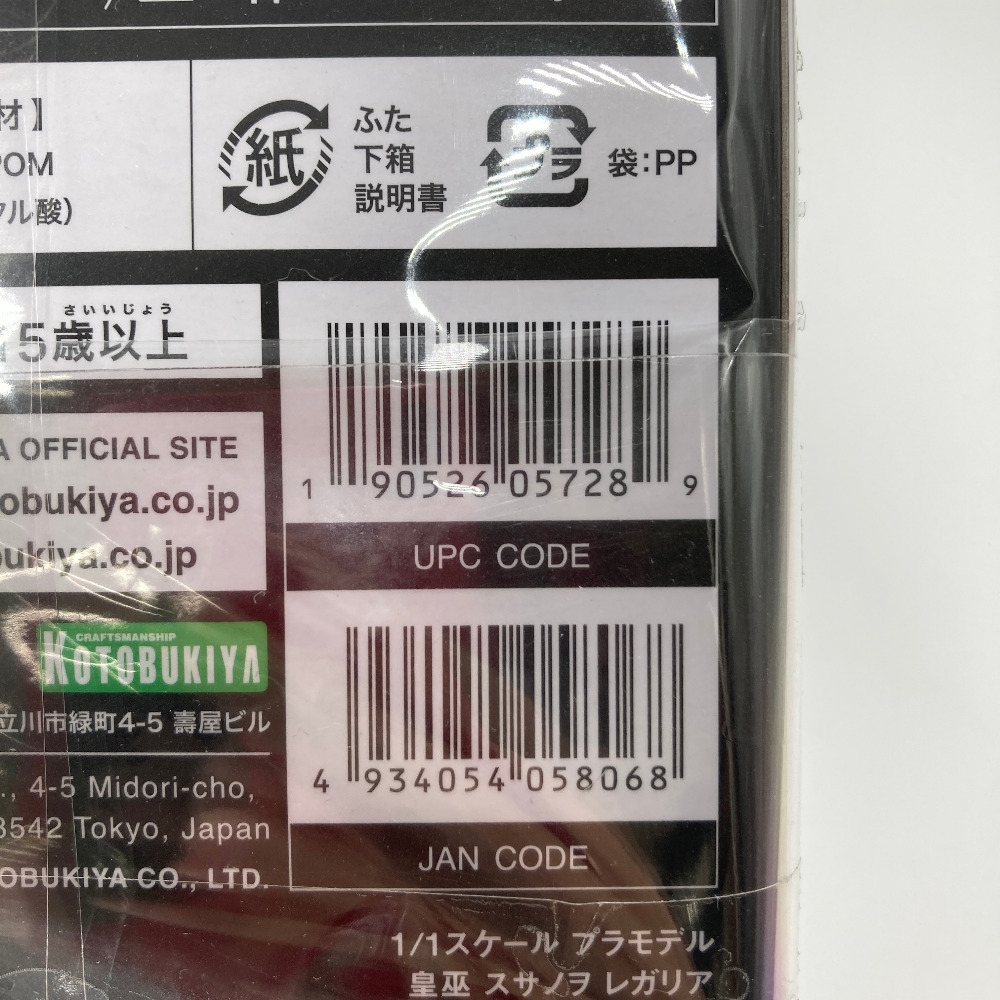 材】
POM
クル酸)
紙
ふた
下箱
説明書
プラ
袋:PP
さいいじょう
15歳以上
A OFFICIAL SITE
obukiya.co.jp
bukiya.co.jp
1 90526 05728 9
UPC CODE
CRAFTSMANSHIP
KOTOBUKIYA
立川市緑町4-5 壽屋ビル
4 934054 058068
., 4-5 Midori-cho,
8542 Tokyo, Japan
JAN CODE
OBUKIYA CO., LTD.
1/1スケール プラモデル
皇巫 スサノヲ レガリア